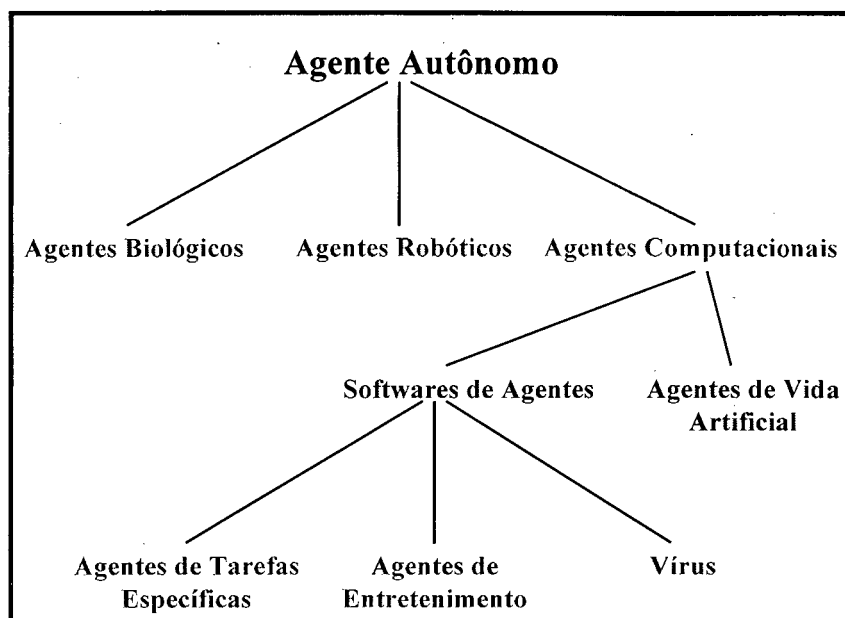 Agente Autônomo
Agentes Biológicos Agentes Robóticos Agentes Computacionais
Softwares de Agentes Agentes de Vida
Artificial
Agentes de Tarefas Agentes de Vírus
Específicas Entretenimento